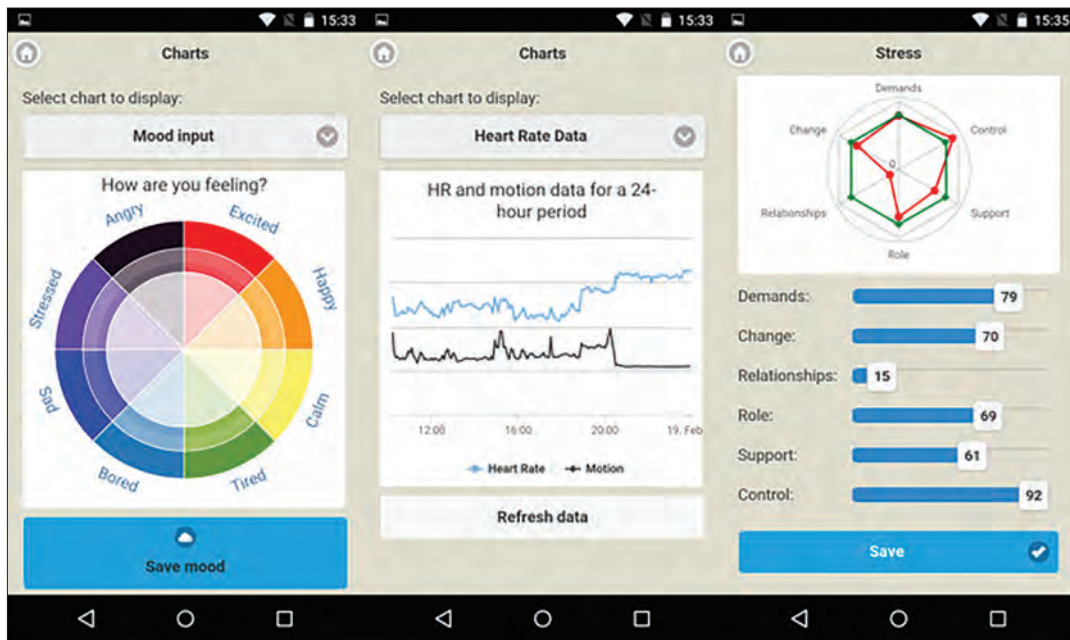 15:33
Charts
Select chart to display:
Mood input
How are you feeling?
Angry
Excited
Stressed
Happy
Sad
Calm
Bored
Tired
Save mood
15:33
Charts
Select chart to display:
Heart Rate Data
HR and motion data for a 24-
hour period
12:00 16:00 20:00 19. Feb
Heart Rate Motion
Refresh data
15:35
Stress
Demands
Change
Control
0
Relationships
Support
Role
Demands: 79
Change: 70
Relationships: 15
Role: 69
Support: 61
Control: 92
Save